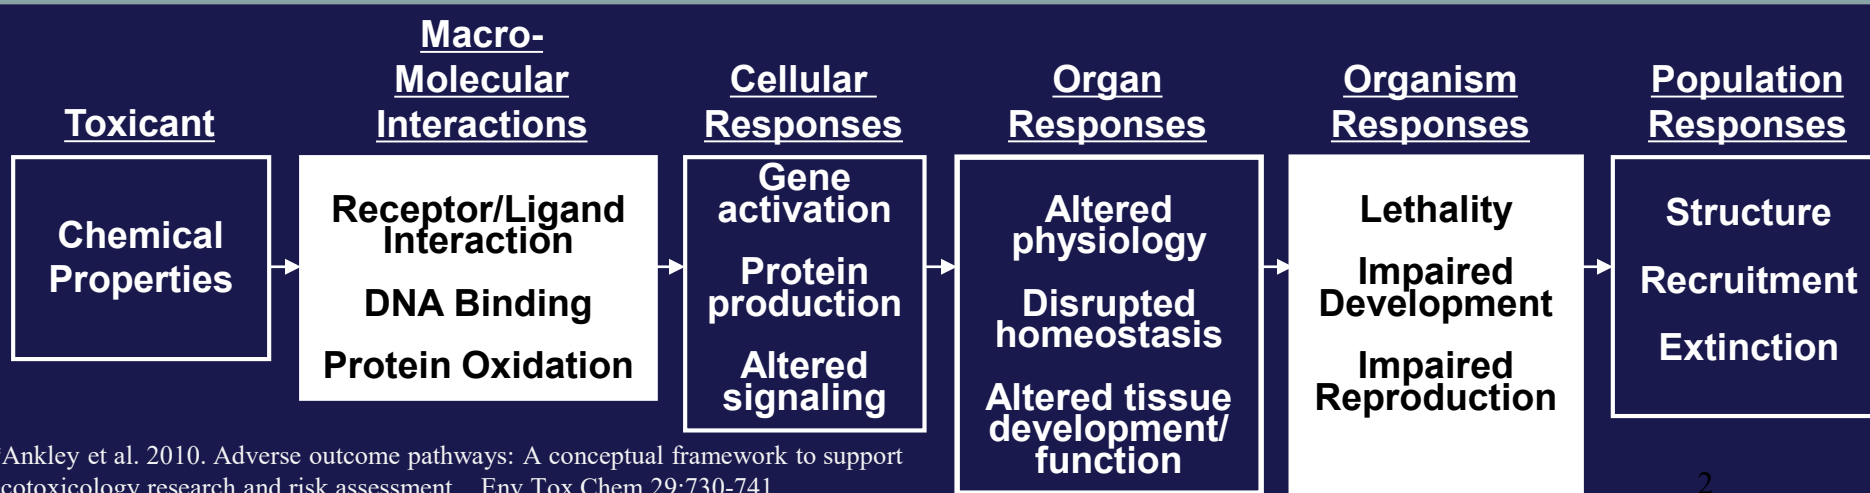 Toxicant
Chemical
Properties
Macro-
Molecular
Interactions
Receptor/Ligand
Interaction
DNA Binding
Protein Oxidation
Cellular
Responses
Gene
activation
Protein
production
Altered
signaling
Organ
Responses
Altered
physiology
Disrupted
homeostasis
Altered tissue
development/
function
Organism
Responses
Lethality
Impaired
Development
Impaired
Reproduction
Population
Responses
Structure
Recruitment
Extinction
Ankley et al. 2010. Adverse outcome pathways: A conceptual framework to support
cotoxicology research and risk assessment. Env Tox Chem 29:730-741
2